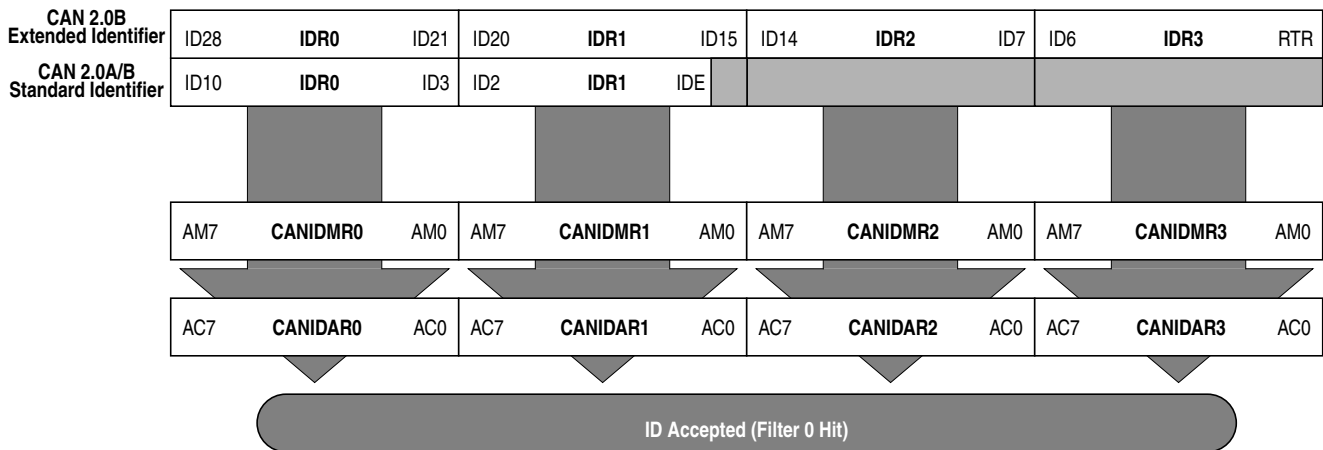 CAN 2.0B
Extended Identifier ID28 IDR0 ID21 ID20 IDR1 ID15 ID14 IDR2 ID7 ID6 IDR3 RTR
CAN 2.0A/B
Standard Identifier ID10 IDR0 ID3 ID2 IDR1 IDE
AM7 CANIDMR0 AM0 AM7 CANIDMR1 AM0 AM7 CANIDMR2 AM0 AM7 CANIDMR3 AM0
AC7 CANIDAR0 AC0 AC7 CANIDAR1 AC0 AC7 CANIDAR2 AC0 AC7 CANIDAR3 AC0
ID Accepted (Filter 0 Hit)